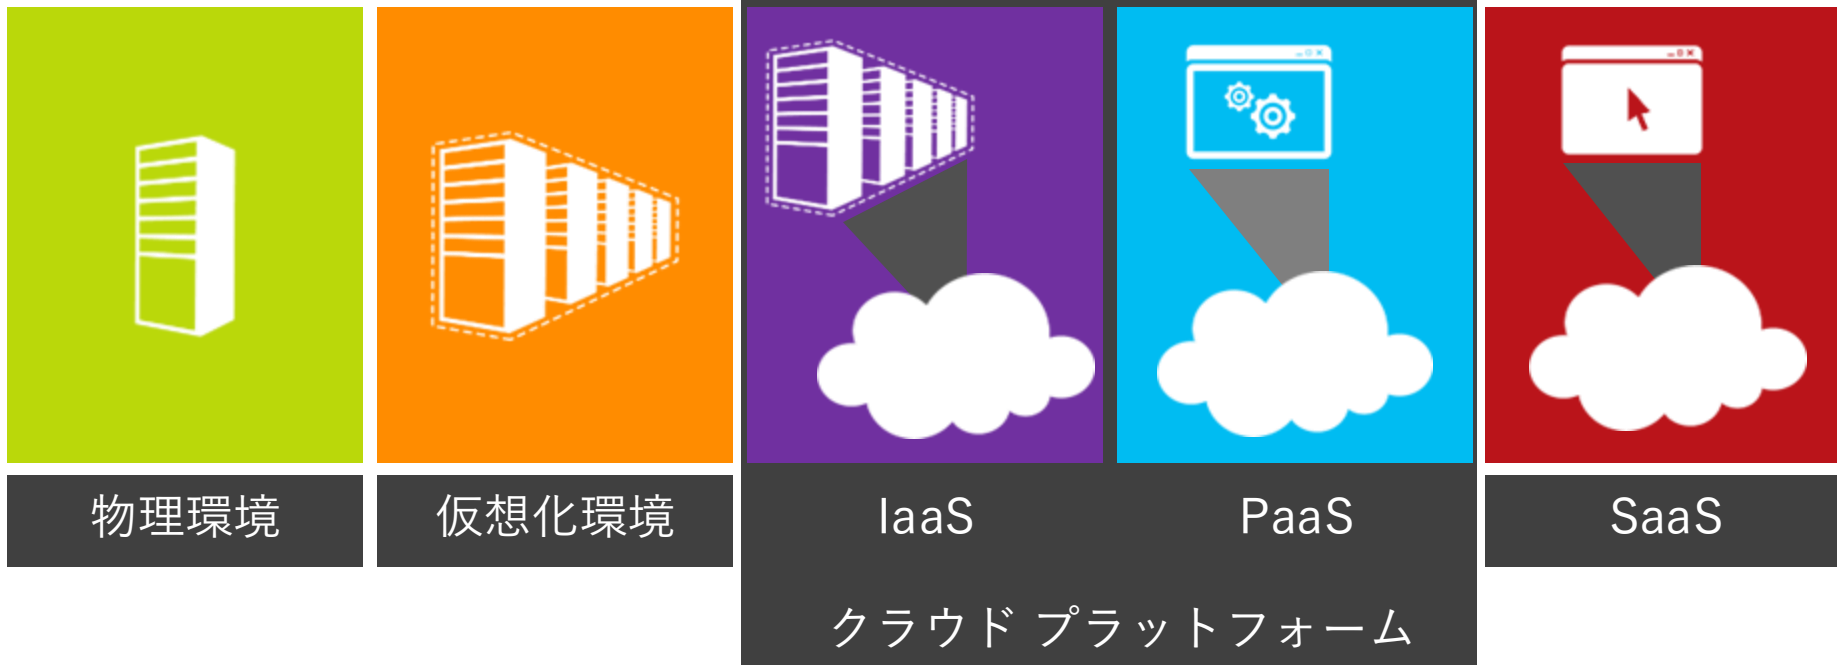 物理環境
仮想化環境
IaaS
PaaS
SaaS
クラウド プラットフォーム